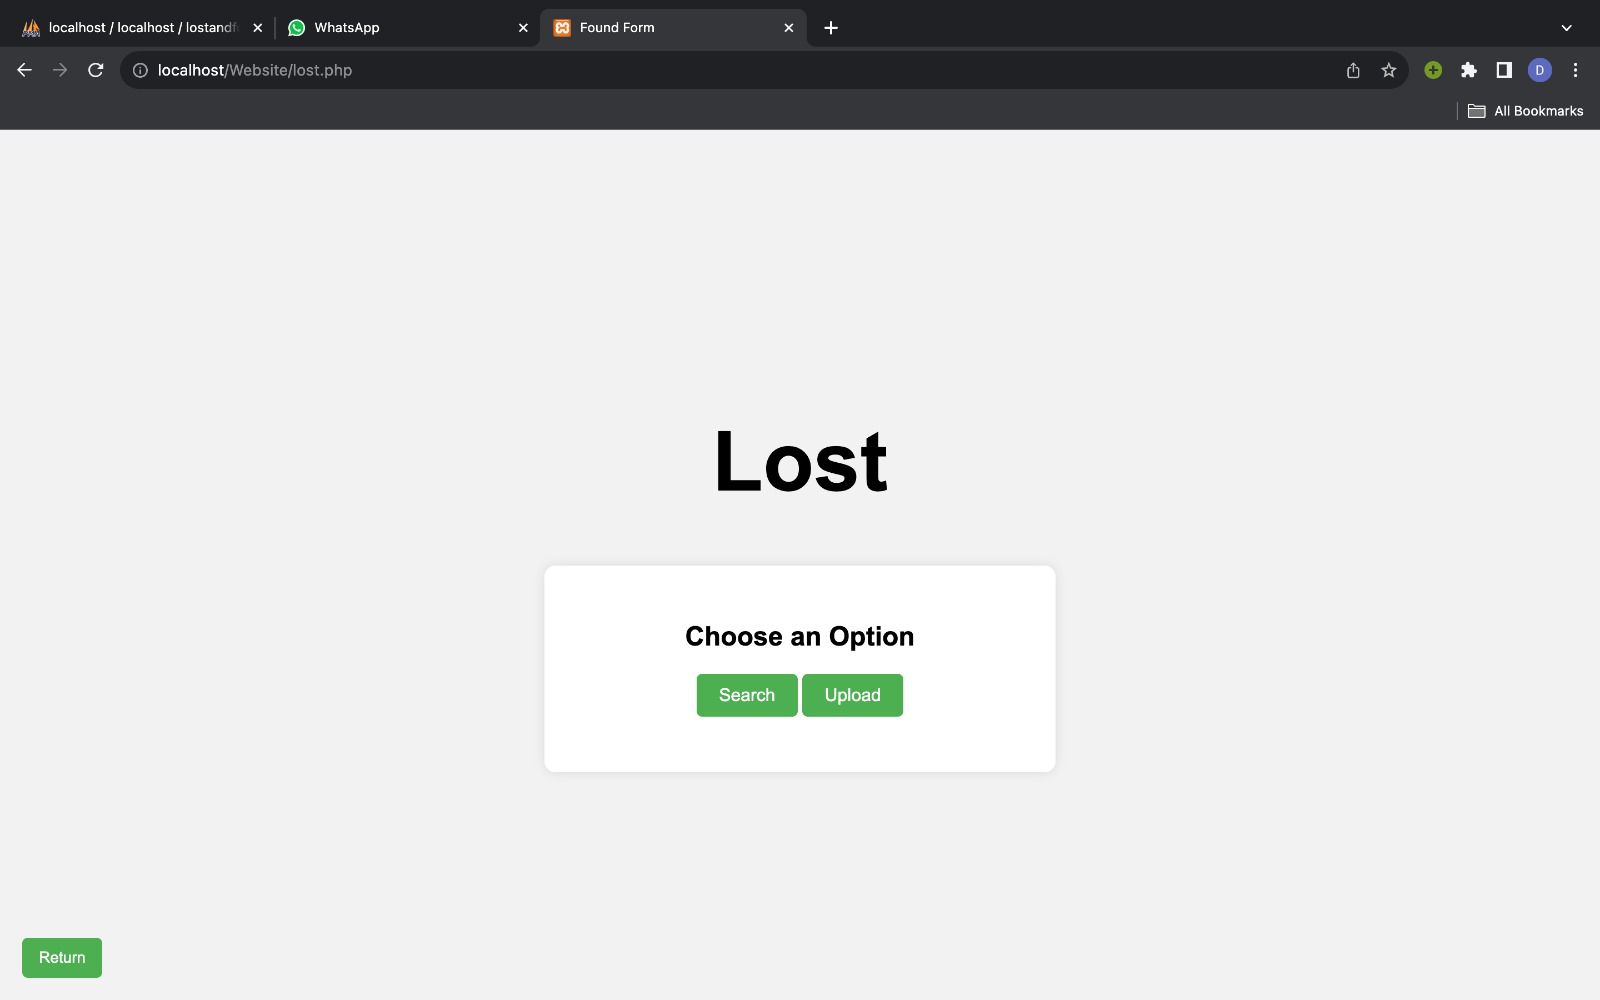 localhost / localhost / lostandf
WhatsApp
Found Form
localhost/Website/lost.php
D
All Bookmarks
Lost
Choose an Option
Search Upload
Return